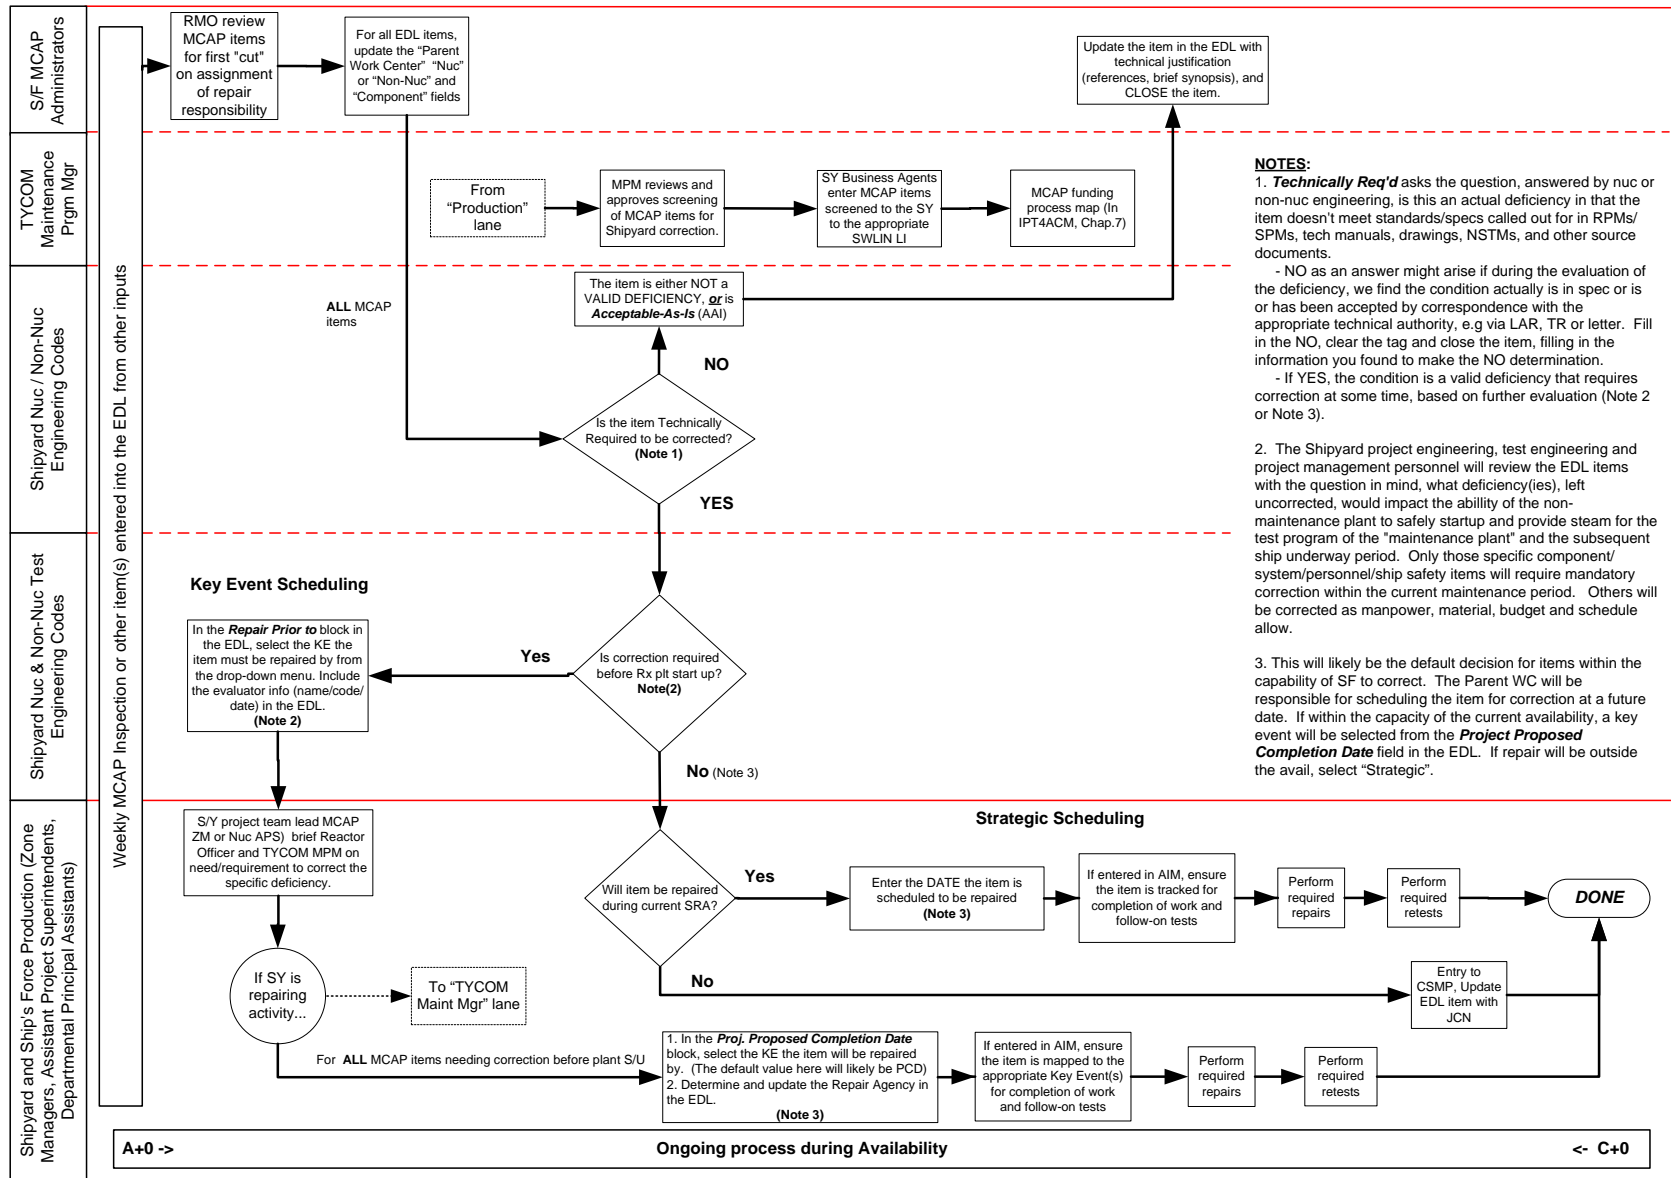 S/F MCAP
Administrators
TYCOM
Maintenance
Prgm Mgr
Shipyard Nuc / Non-Nuc
Engineering Codes
Shipyard Nuc & Non-Nuc Test
Engineering Codes
Shipyard and Ship's Force Production (Zone
Managers, Assistant Project Superintendents,
Departmental Principal Assistants)
Weekly MCAP Inspection or other item(s) entered into the EDL from other inputs
RMO review
MCAP items
for first "cut"
on assignment
of repair
responsibility
For all EDL items,
update the “Parent
Work Center”  “Nuc”
or “Non-Nuc” and
“Component” fields
Update the item in the EDL with
technical justification
(references, brief synopsis), and
CLOSE the item.
From
“Production”
lane
MPM reviews and
approves screening
of MCAP items for
Shipyard correction.
SY Business Agents
enter MCAP items
screened to the SY
to the appropriate
SWLIN LI
MCAP funding
process map (In
IPT4ACM, Chap.7)
ALL MCAP
items
The item is either NOT a
VALID DEFICIENCY, or is
Acceptable-As-Is (AAI)
NO
Is the item Technically
Required to be corrected?
(Note 1)
YES
Key Event Scheduling
In the Repair Prior to block in
the EDL, select the KE the
item must be repaired by from
the drop-down menu. Include
the evaluator info (name/code/
date) in the EDL.
(Note 2)
Yes
Is correction required
before Rx plt start up?
Note(2)
No (Note 3)
NOTES:
1. Technically Req'd asks the question, answered by nuc or
non-nuc engineering, is this an actual deficiency in that the
item doesn't meet standards/specs called out for in RPMs/
SPMs, tech manuals, drawings, NSTMs, and other source
documents.
- NO as an answer might arise if during the evaluation of
the deficiency, we find the condition actually is in spec or is
or has been accepted by correspondence with the
appropriate technical authority, e.g via LAR, TR or letter.  Fill
in the NO, clear the tag and close the item, filling in the
information you found to make the NO determination.
- If YES, the condition is a valid deficiency that requires
correction at some time, based on further evaluation (Note 2
or Note 3).
2.  The Shipyard project engineering, test engineering and
project management personnel will review the EDL items
with the question in mind, what deficiency(ies), left
uncorrected, would impact the abillity of the non-
maintenance plant to safely startup and provide steam for the
test program of the "maintenance plant" and the subsequent
ship underway period.  Only those specific component/
system/personnel/ship safety items will require mandatory
correction within the current maintenance period.   Others will
be corrected as manpower, material, budget and schedule
allow.
3. This will likely be the default decision for items within the
capability of SF to correct.  The Parent WC will be
responsible for scheduling the item for correction at a future
date.  If within the capacity of the current availability, a key
event will be selected from the Project Proposed
Completion Date field in the EDL.  If repair will be outside
the avail, select “Strategic”.
S/Y project team lead MCAP
ZM or Nuc APS)  brief Reactor
Officer and TYCOM MPM on
need/requirement to correct the
specific deficiency.
If SY is
repairing
activity...
To “TYCOM
Maint Mgr” lane
Strategic Scheduling
Will item be repaired
during current SRA?
Yes
Enter the DATE the item is
scheduled to be repaired
(Note 3)
If entered in AIM, ensure
the item is tracked for
completion of work and
follow-on tests
Perform
required
repairs
Perform
required
retests
DONE
No
Entry to
CSMP, Update
EDL item with
JCN
For  ALL MCAP items needing correction before plant S/U
1. In the Proj. Proposed Completion Date
block, select the KE the item will be repaired
by.  (The default value here will likely be PCD)
2. Determine and update the Repair Agency in
the EDL.
(Note 3)
If entered in AIM, ensure
the item is mapped to the
appropriate Key Event(s)
for completion of work
and follow-on tests
Perform
required
repairs
Perform
required
retests
A+0 ->
Ongoing process during Availability
<-  C+0